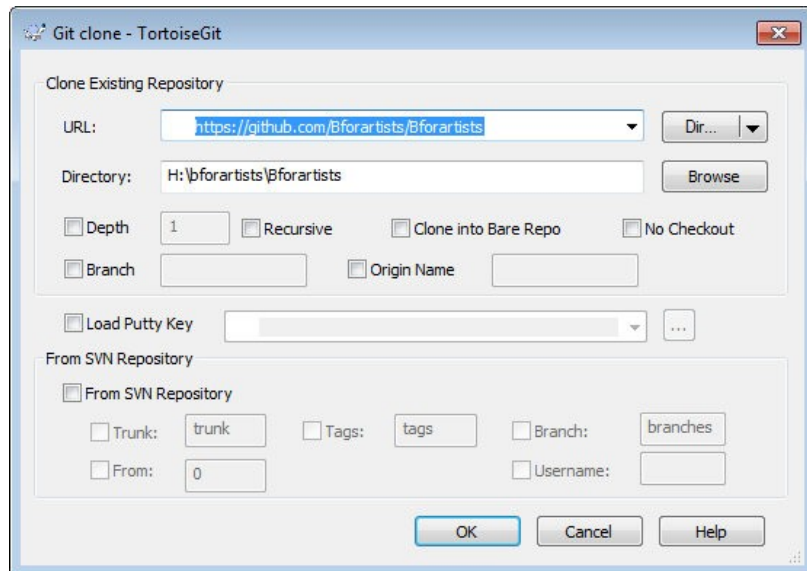 Git clone - TortoiseGit
Clone Existing Repository
URL: https://github.com/Bforartists/Bforartists Dir...
Directory: H:\bforartists\Bforartists Browse
Depth 1 Recursive Clone into Bare Repo No Checkout
Branch Origin Name
Load Putty Key ...
From SVN Repository
From SVN Repository
Trunk: trunk Tags: tags Branch: branches
From: 0 Username:
OK Cancel Help